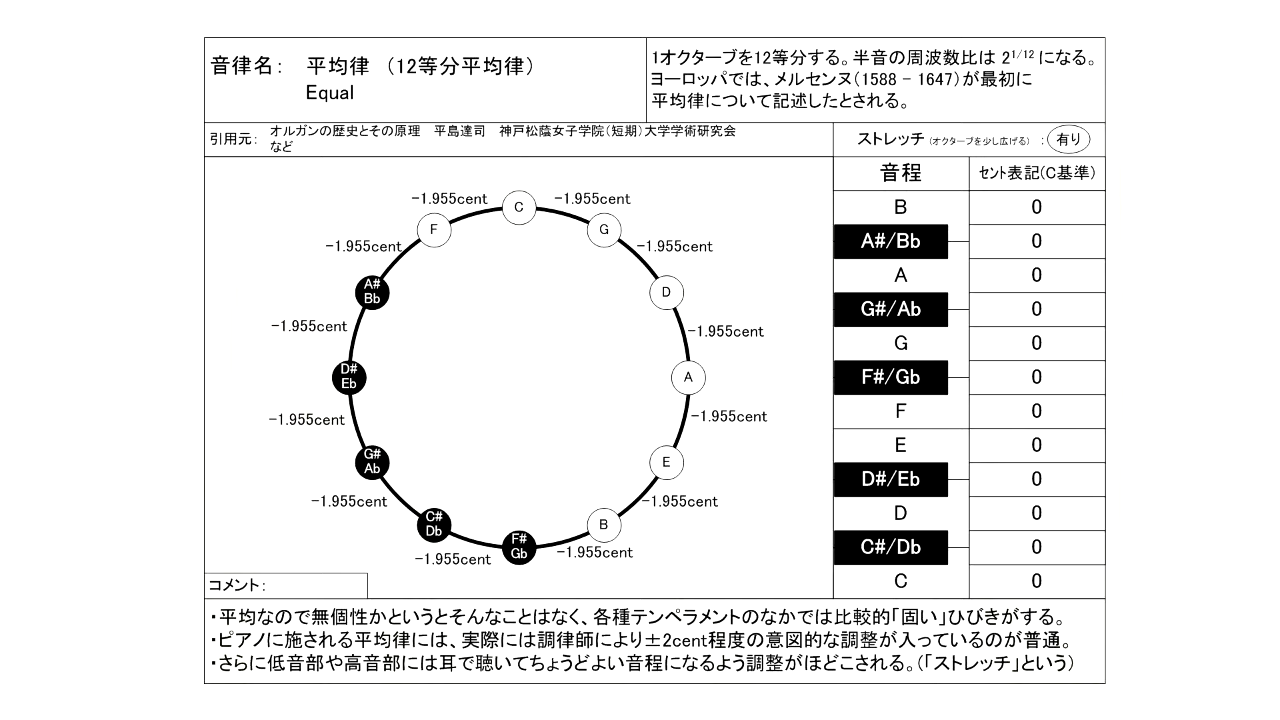 音律名： 平均律 （12等分平均律）
Equal
1オクターブを12等分する。半音の周波数比は 2^1/12 になる。
ヨーロッパでは、メルセンヌ（1588 − 1647）が最初に
平均律について記述したとされる。
引用元： オルガンの歴史とその原理 平島達司 神戸松蔭女子学院（短期）大学学術研究会
など
ストレッチ （オクターブを少し広げる） ： 有り
音程 セント表記（C基準）
B 0
A#/Bb 0
A 0
G#/Ab 0
G 0
F#/Gb 0
F 0
E 0
D#/Eb 0
D 0
C#/Db 0
C 0
C
−1.955cent
G
−1.955cent
D
−1.955cent
A
−1.955cent
E
−1.955cent
B
−1.955cent
F#
Gb
−1.955cent
C#
Db
−1.955cent
G#
Ab
−1.955cent
D#
Eb
−1.955cent
A#
Bb
−1.955cent
F
−1.955cent
コメント：
・平均なので無個性かというとそんなことはなく、各種テンペラメントのなかでは比較的「固い」ひびきがする。
・ピアノに施される平均律には、実際には調律師により±2cent程度の意図的な調整が入っているのが普通。
・さらに低音部や高音部には耳で聴いてちょうどよい音程になるよう調整がほどこされる。（「ストレッチ」という）